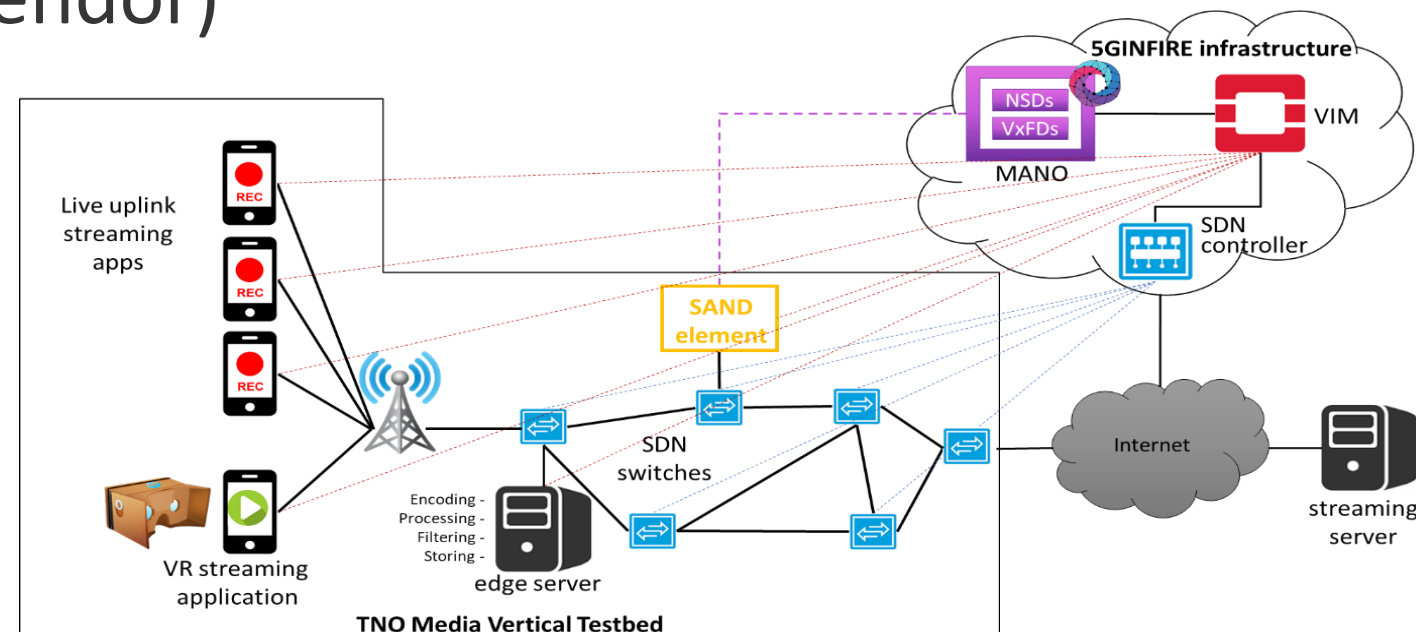 endor)
5GINFIRE infrastructure
NSDs
VxFDs
VIM
MANO
SDN
controller
REC
Live uplink
streaming
apps
REC
REC
SAND
element
SDN
switches
Internet
Encoding -
Processing -
Filtering -
Storing -
edge server
streaming
server
VR streaming
application
TNO Media Vertical Testbed